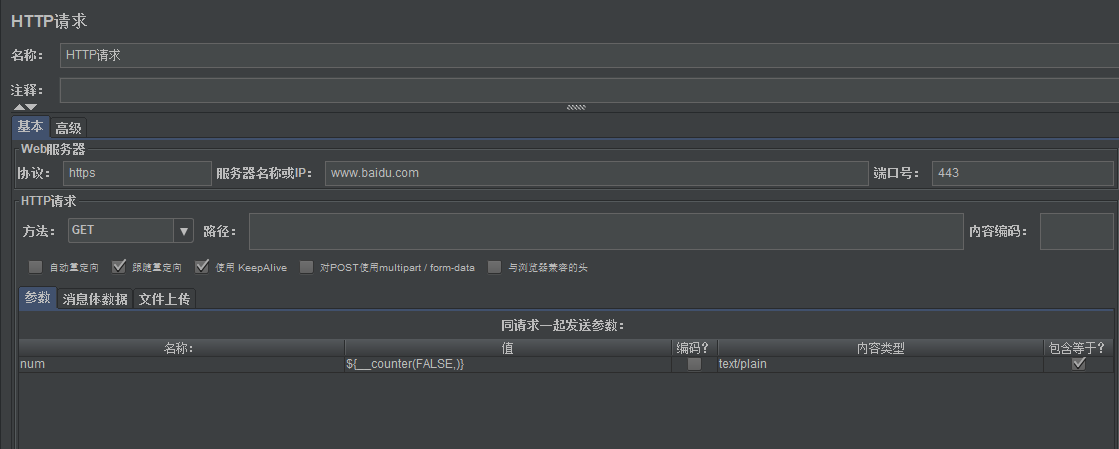 HTTP请求
名称： HTTP请求
注释：
基本 高级
Web服务器
协议： https 服务器名称或IP： www.baidu.com 端口号： 443
HTTP请求
方法： GET 路径： 内容编码：
自动重定向 跟随重定向 使用 KeepAlive 对POST使用multipart / form-data 与浏览器兼容的头
参数 消息体数据 文件上传
同请求一起发送参数：
名称： 值 编码? 内容类型 包含等于?
num ${__counter(FALSE,)} text/plain